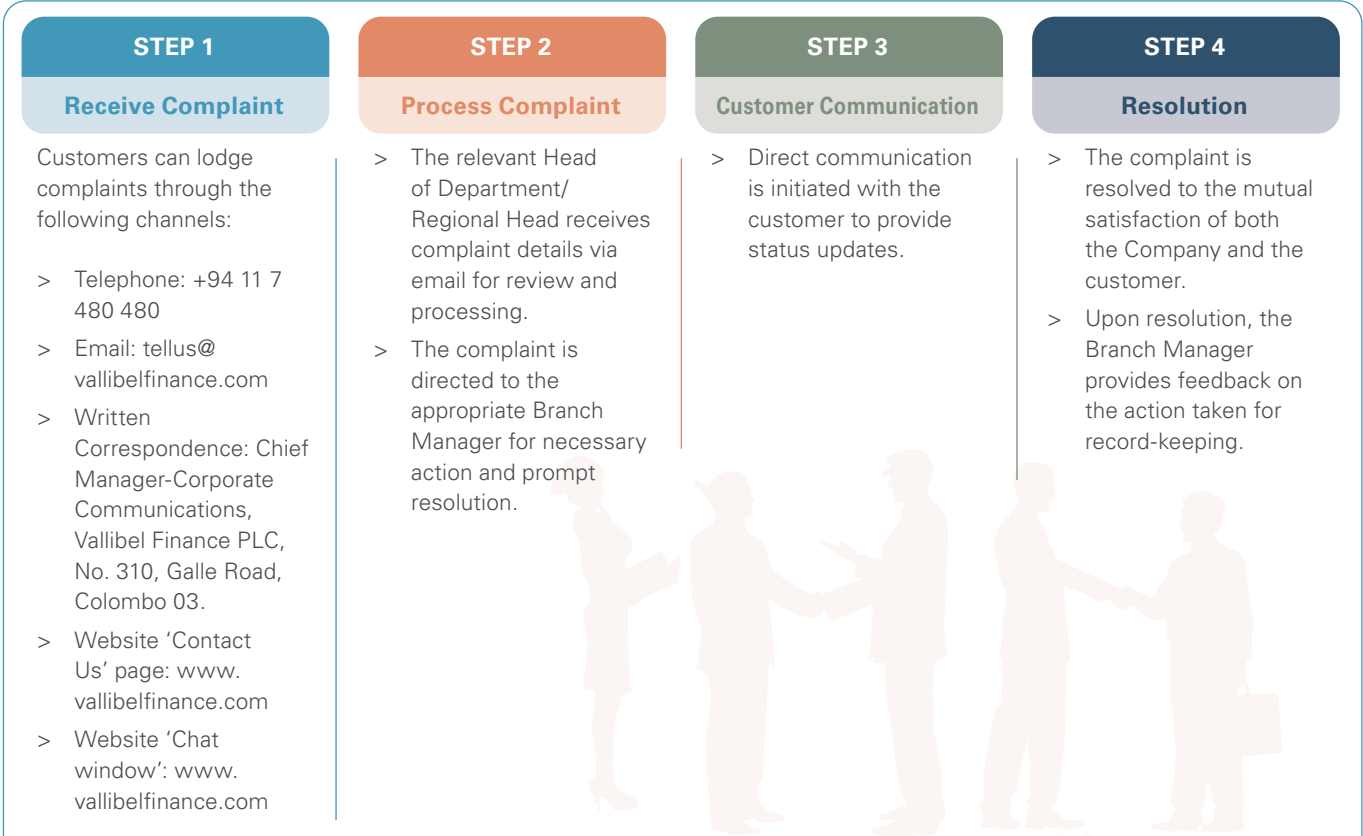 STEP 1
Receive Complaint
Customers can lodge
complaints through the
following channels:
> Telephone: +94 11 7
480 480
> Email: tellus@
vallibelfinance.com
> Written
Correspondence: Chief
Manager-Corporate
Communications,
Vallibel Finance PLC,
No. 310, Galle Road,
Colombo 03.
> Website ‘Contact
Us’ page: www.
vallibelfinance.com
> Website ‘Chat
window’: www.
vallibelfinance.com
STEP 2
Process Complaint
> The relevant Head
of Department/
Regional Head receives
complaint details via
email for review and
processing.
> The complaint is
directed to the
appropriate Branch
Manager for necessary
action and prompt
resolution.
STEP 3
Customer Communication
> Direct communication
is initiated with the
customer to provide
status updates.
STEP 4
Resolution
> The complaint is
resolved to the mutual
satisfaction of both
the Company and the
customer.
> Upon resolution, the
Branch Manager
provides feedback on
the action taken for
record-keeping.